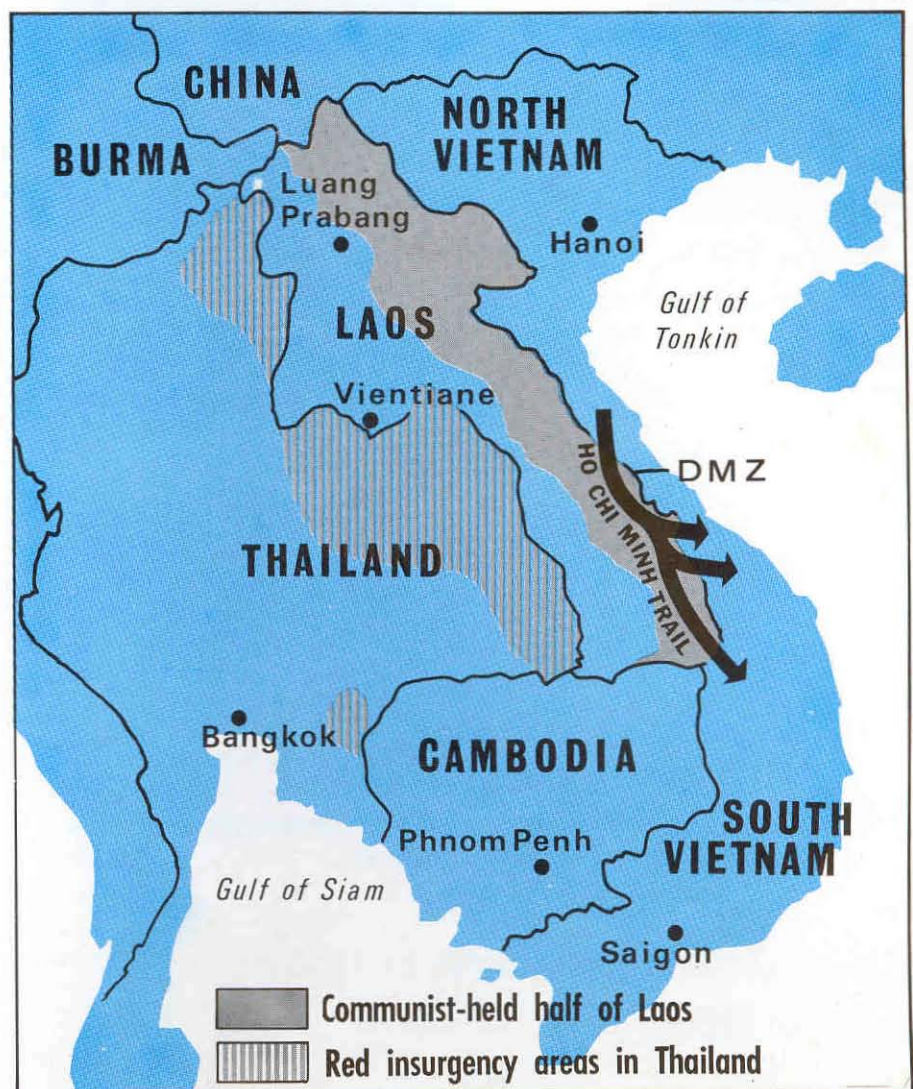 CHINA
BURMA
NORTH
VIETNAM
Luang
Prabang
Hanoi
Gulf of
Tonkin
LAOS
Vientiane
DMZ
HO CHI MINH TRAIL
THAILAND
Bangkok
CAMBODIA
Phnom Penh
SOUTH
VIETNAM
Gulf of Siam
Saigon
Communist-held half of Laos
Red insurgency areas in Thailand